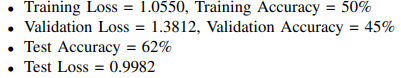 • Training Loss = 1.0550, Training Accuracy = 50%
• Validation Loss = 1.3812, Validation Accuracy = 45%
• Test Accuracy = 62%
• Test Loss = 0.9982